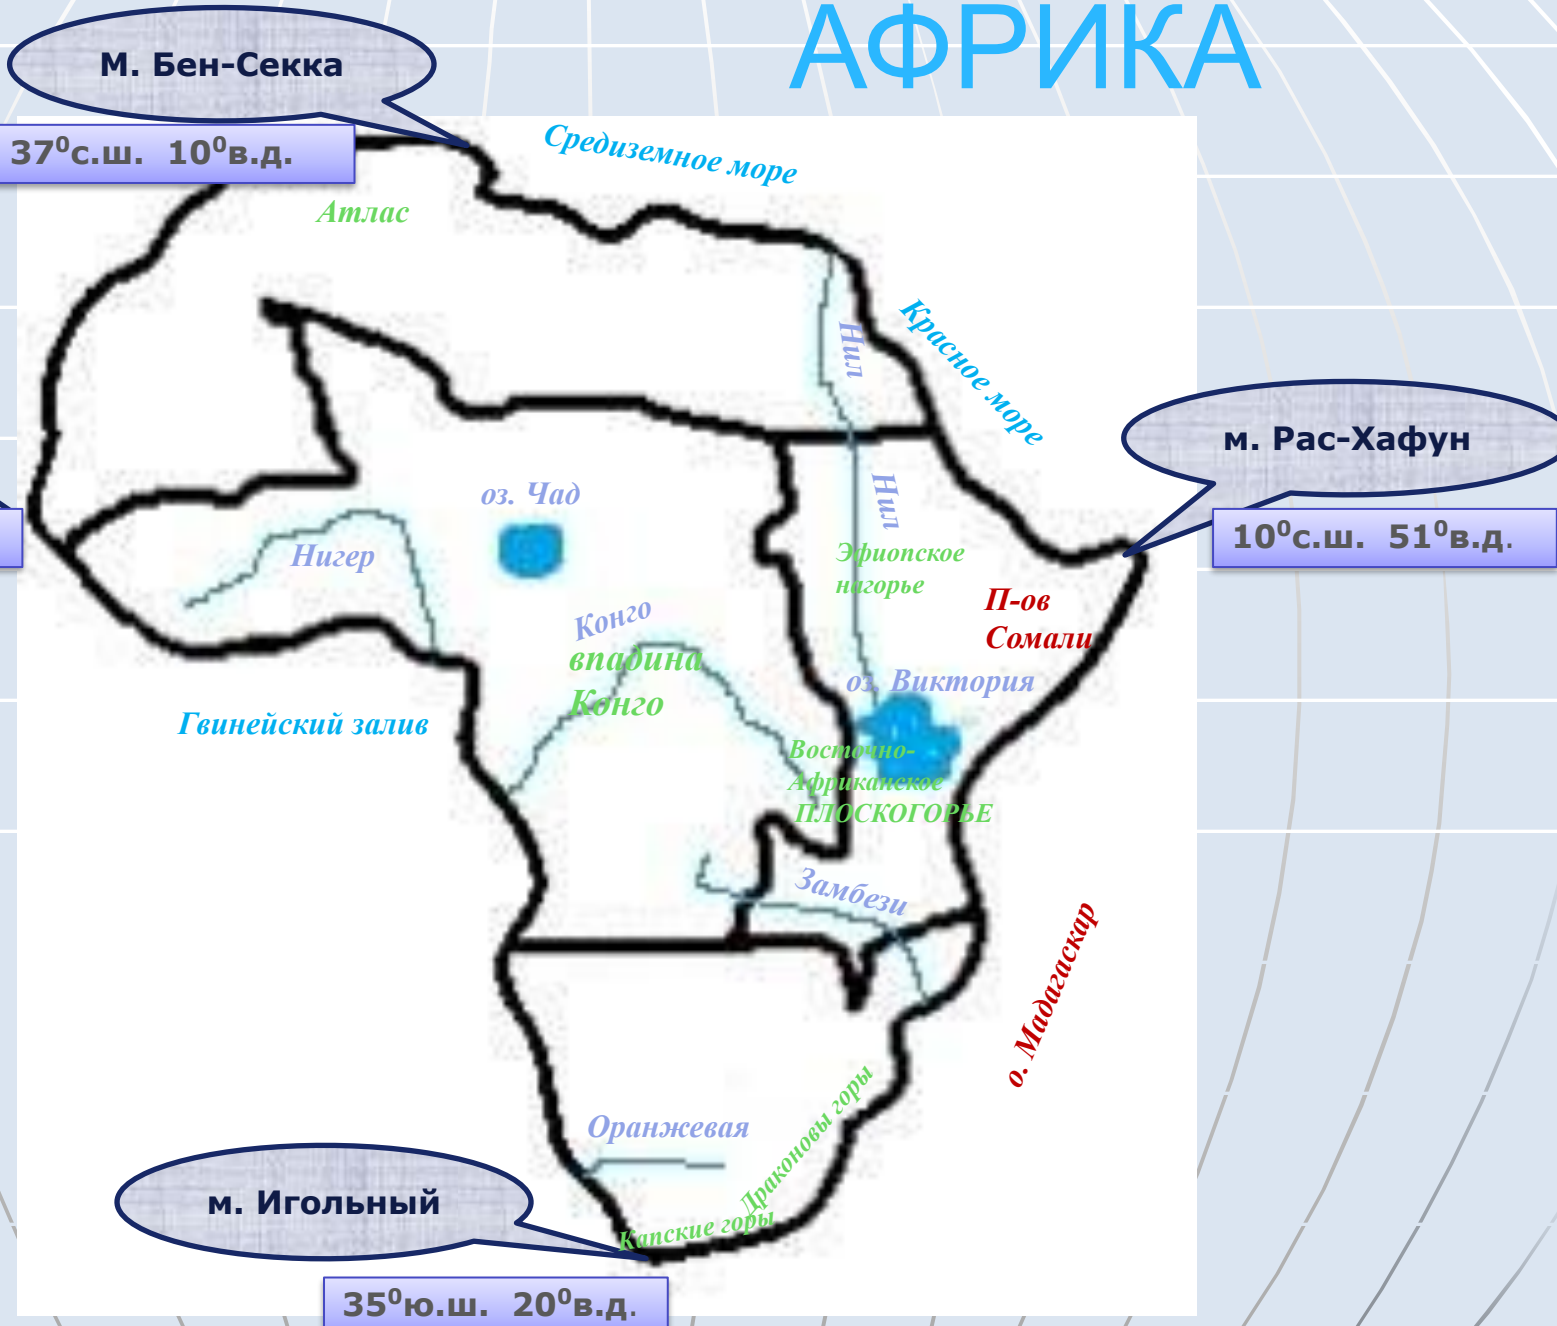 АФРИКА
М. Бен-Секка
37⁰с.ш. 10⁰в.д.
Средиземное море
Атлас
Красное море
Нил
м. Рас-Хафун
10⁰с.ш. 51⁰в.д.
оз. Чад
Нил
Нигер
Эфиопское
нагорье
П-ов
Сомали
Конго
впадина
Конго
оз. Виктория
Гвинейский залив
Восточно-
Африканское
ПЛОСКОГОРЬЕ
Замбези
о. Мадагаскар
Оранжевая
Драконовы горы
Капские горы
м. Игольный
35⁰ю.ш. 20⁰в.д.